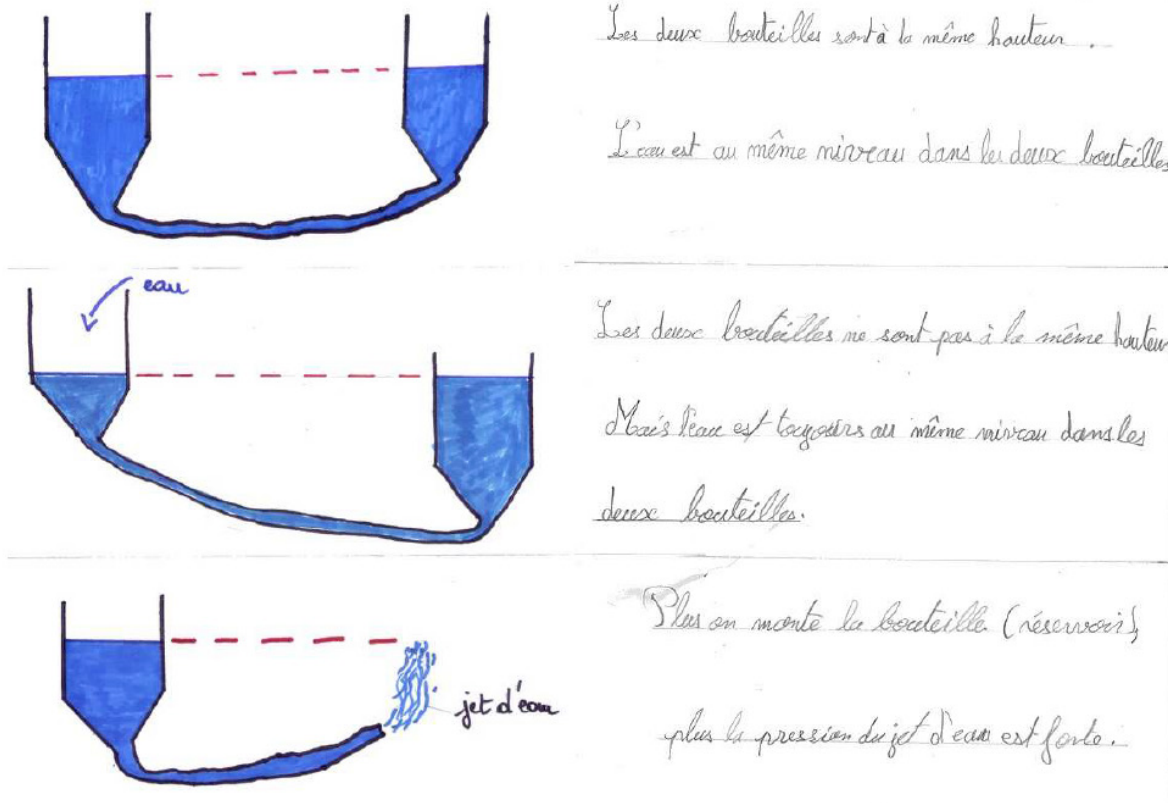 Les deux bouteilles sont à la même hauteur.
L'eau est au même niveau dans les deux bouteilles
eau
Les deux bouteilles ne sont pas à la même hauteur
Mais l'eau est toujours au même niveau dans les
deux bouteilles.
Plus on monte la bouteille (réservoir),
jet d'eau
plus la pression du jet d'eau est forte.